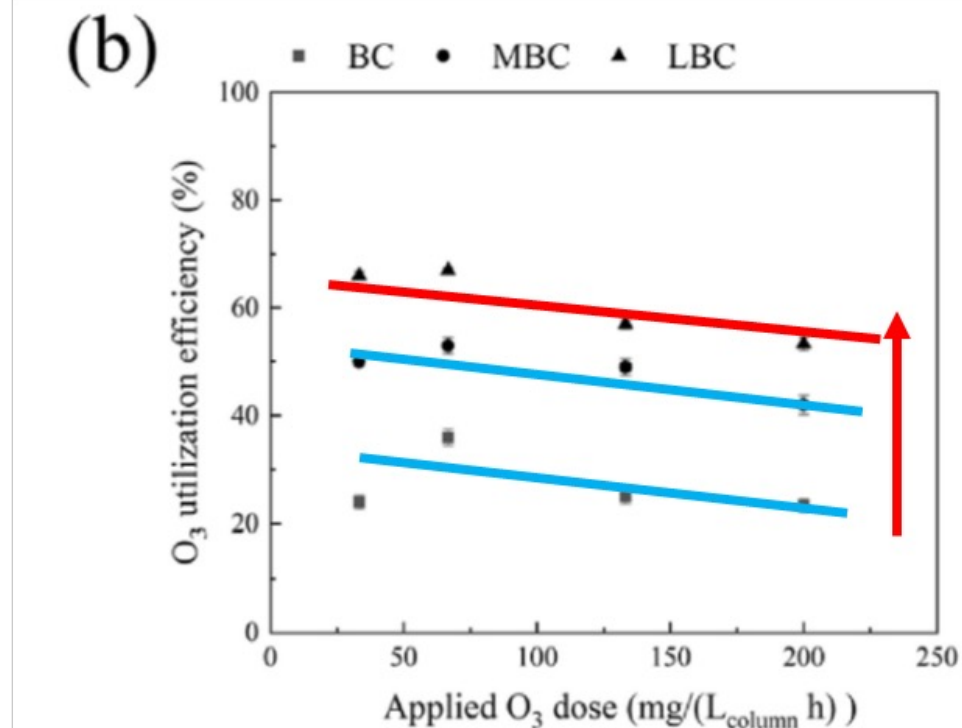 (b)
BC MBC LBC
100
80
60
40
20
0
O₃ utilization efficiency (%)
0 50 100 150 200 250
Applied O₃ dose (mg/(L_column h) )